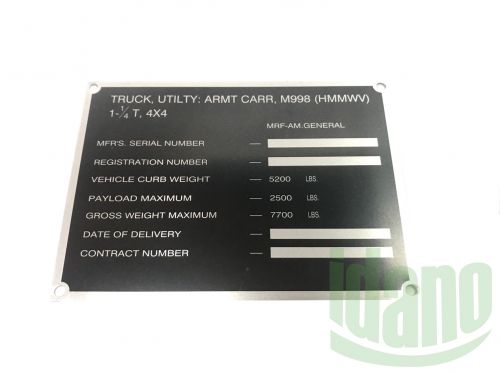 TRUCK, UTILTY: ARMT CARR, M998 (HMMWV)
1-¼ T, 4X4
MRF-AM.GENERAL
MFR'S. SERIAL NUMBER —
REGISTRATION NUMBER —
VEHICLE CURB WEIGHT — 5200 LBS.
PAYLOAD MAXIMUM — 2500 LBS.
GROSS WEIGHT MAXIMUM — 7700 LBS.
DATE OF DELIVERY —
CONTRACT NUMBER —
idano